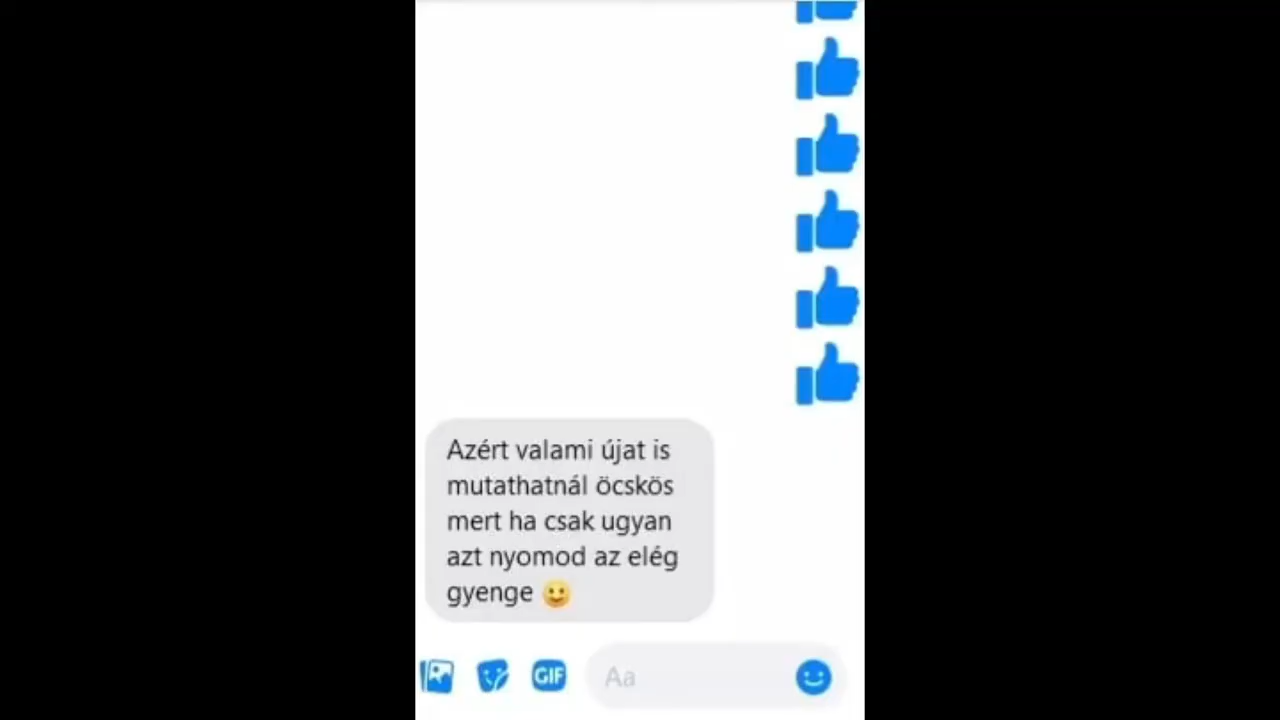 Azért valami újat is
mutathatnál öcskös
mert ha csak ugyan
azt nyomod az elég
gyenge 🙂
GIF
Aa